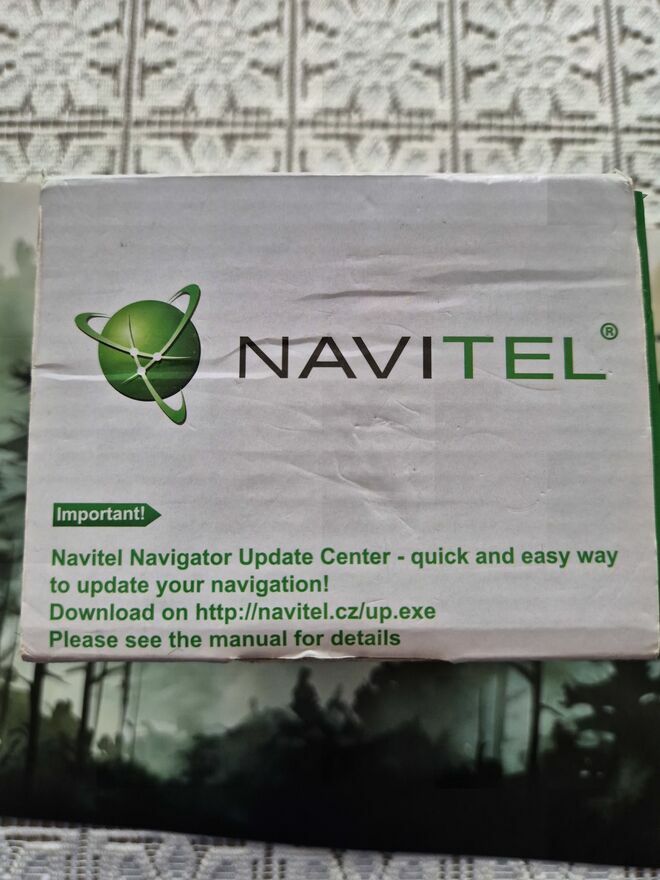 NAVITEL®
Important!
Navitel Navigator Update Center - quick and easy way
to update your navigation!
Download on http://navitel.cz/up.exe
Please see the manual for details